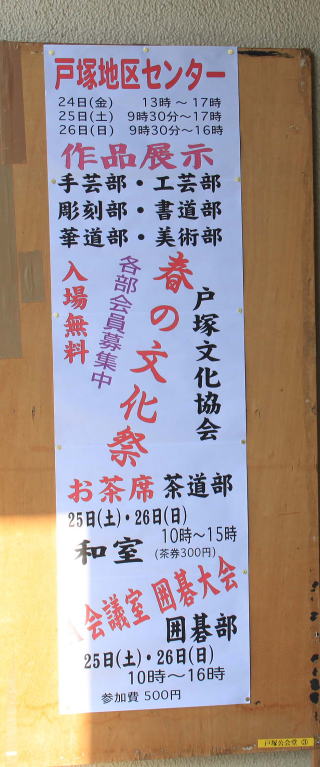 戸塚地区センター
24日(金) 13時～17時
25日(土) 9時30分～17時
26日(日) 9時30分～16時
作品展示
手芸部・工芸部
彫刻部・書道部
華道部・美術部
戸塚文化協会
春の文化祭
各部会員募集中
入場無料
お茶席 茶道部
25日(土)・26日(日)
和室 10時～15時
(茶券300円)
A会議室 囲碁大会
囲碁部
25日(土)・26日(日)
10時～16時
参加費 500円
戸塚公会堂 ③